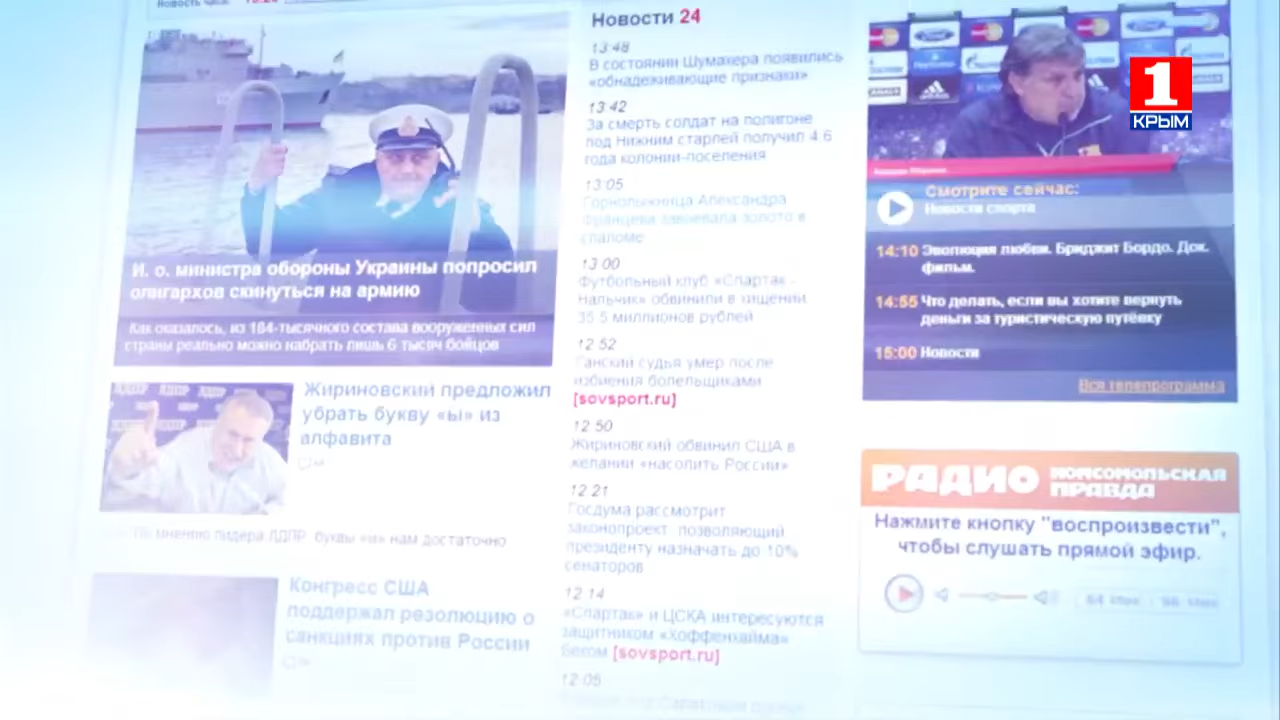 Новости
И. о. министра обороны Украины попросил
олигархов скинуться на армию
Как оказалось, из 184-тысячного состава вооруженных сил
страны реально можно набрать лишь 6 тысяч бойцов
Жириновский предложил
убрать букву «ы» из
алфавита
По мнению лидера ЛДПР, буквы «и» нам достаточно
Конгресс США
поддержал резолюцию о
санкциях против России
Новости 24
13:48
В состоянии Шумахера появились
«обнадеживающие признаки»
13:42
За смерть солдат на полигоне
под Нижним старлей получил 4,6
года колонии-поселения
13:05
Горнолыжница Александра
Францева завоевала золото в
слаломе
13:00
Футбольный клуб «Спартак -
Нальчик» обвинили в хищении
35,5 миллионов рублей
12:52
Ганский судья умер после
избиения болельщиками
[sovsport.ru]
12:50
Жириновский обвинил США в
желании «насолить России»
12:21
Госдума рассмотрит
законопроект, позволяющий
президенту назначать до 10%
сенаторов
12:14
«Спартак» и ЦСКА интересуются
защитником «Хоффенхайма»
[sovsport.ru]
12:05
1
КРЫМ
Смотрите сейчас:
Новости спорта
14:10 Эволюция любви. Бриджит Бордо. Док.
фильм.
14:55 Что делать, если вы хотите вернуть
деньги за туристическую путёвку
15:00 Новости
Вся телепрограмма
РАДИО КОМСОМОЛЬСКАЯ
ПРАВДА
Нажмите кнопку "воспроизвести",
чтобы слушать прямой эфир.